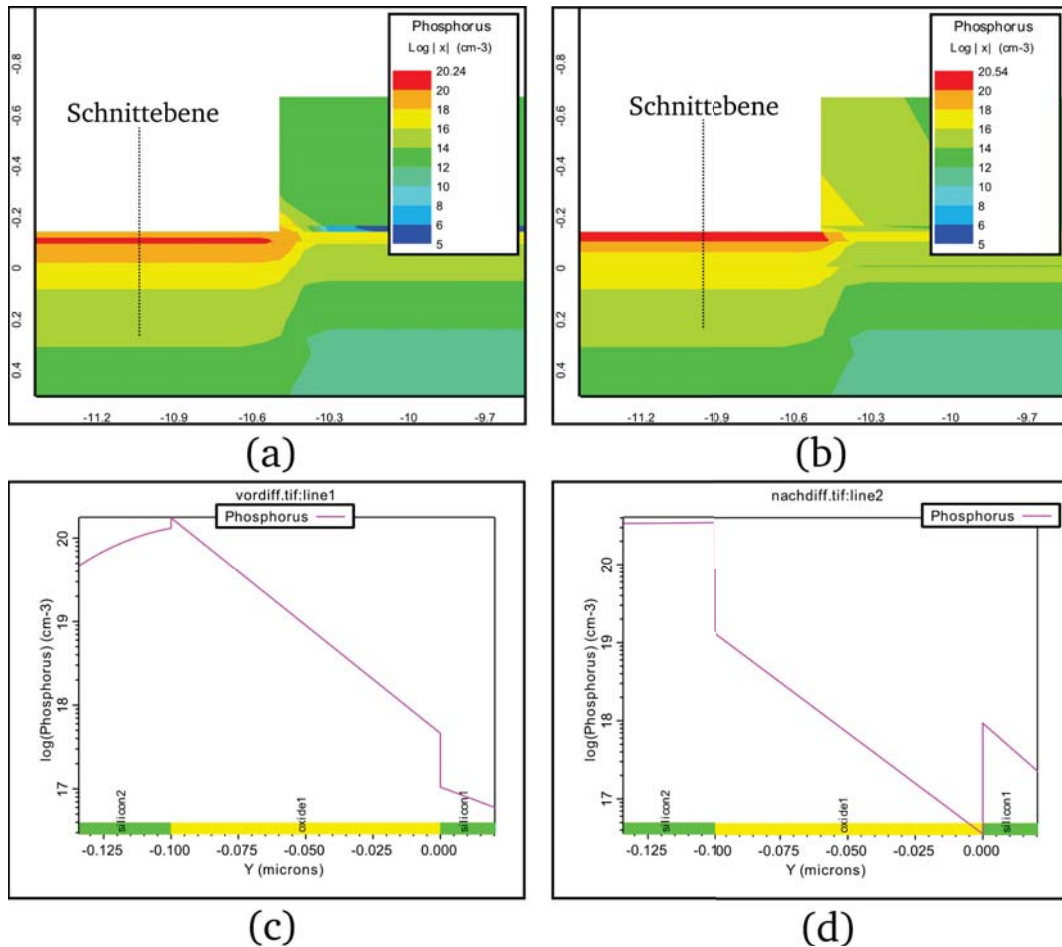 Phosphorus
Log | x| (cm-3)
20.24
20
18
16
14
12
10
8
6
5
Schnittebene
-0.8
-0.6
-0.4
-0.2
0
0.2
0.4
-11.2 -10.9 -10.6 -10.3 -10 -9.7
(a)
Phosphorus
Log | x| (cm-3)
20.54
20
18
16
14
12
10
8
6
5
Schnittebene
-0.8
-0.6
-0.4
-0.2
0
0.2
0.4
-11.2 -10.9 -10.6 -10.3 -10 -9.7
(b)
vordiff.tif:line1
Phosphorus
log(Phosphorus) (cm-3)
20
19
18
17
silicon2 oxide1 silicon1
-0.125 -0.100 -0.075 -0.050 -0.025 0.000
Y (microns)
(c)
nachdiff.tif:line2
Phosphorus
log(Phosphorus) (cm-3)
20
19
18
17
silicon2 oxide1 silicon1
-0.125 -0.100 -0.075 -0.050 -0.025 0.000
Y (microns)
(d)